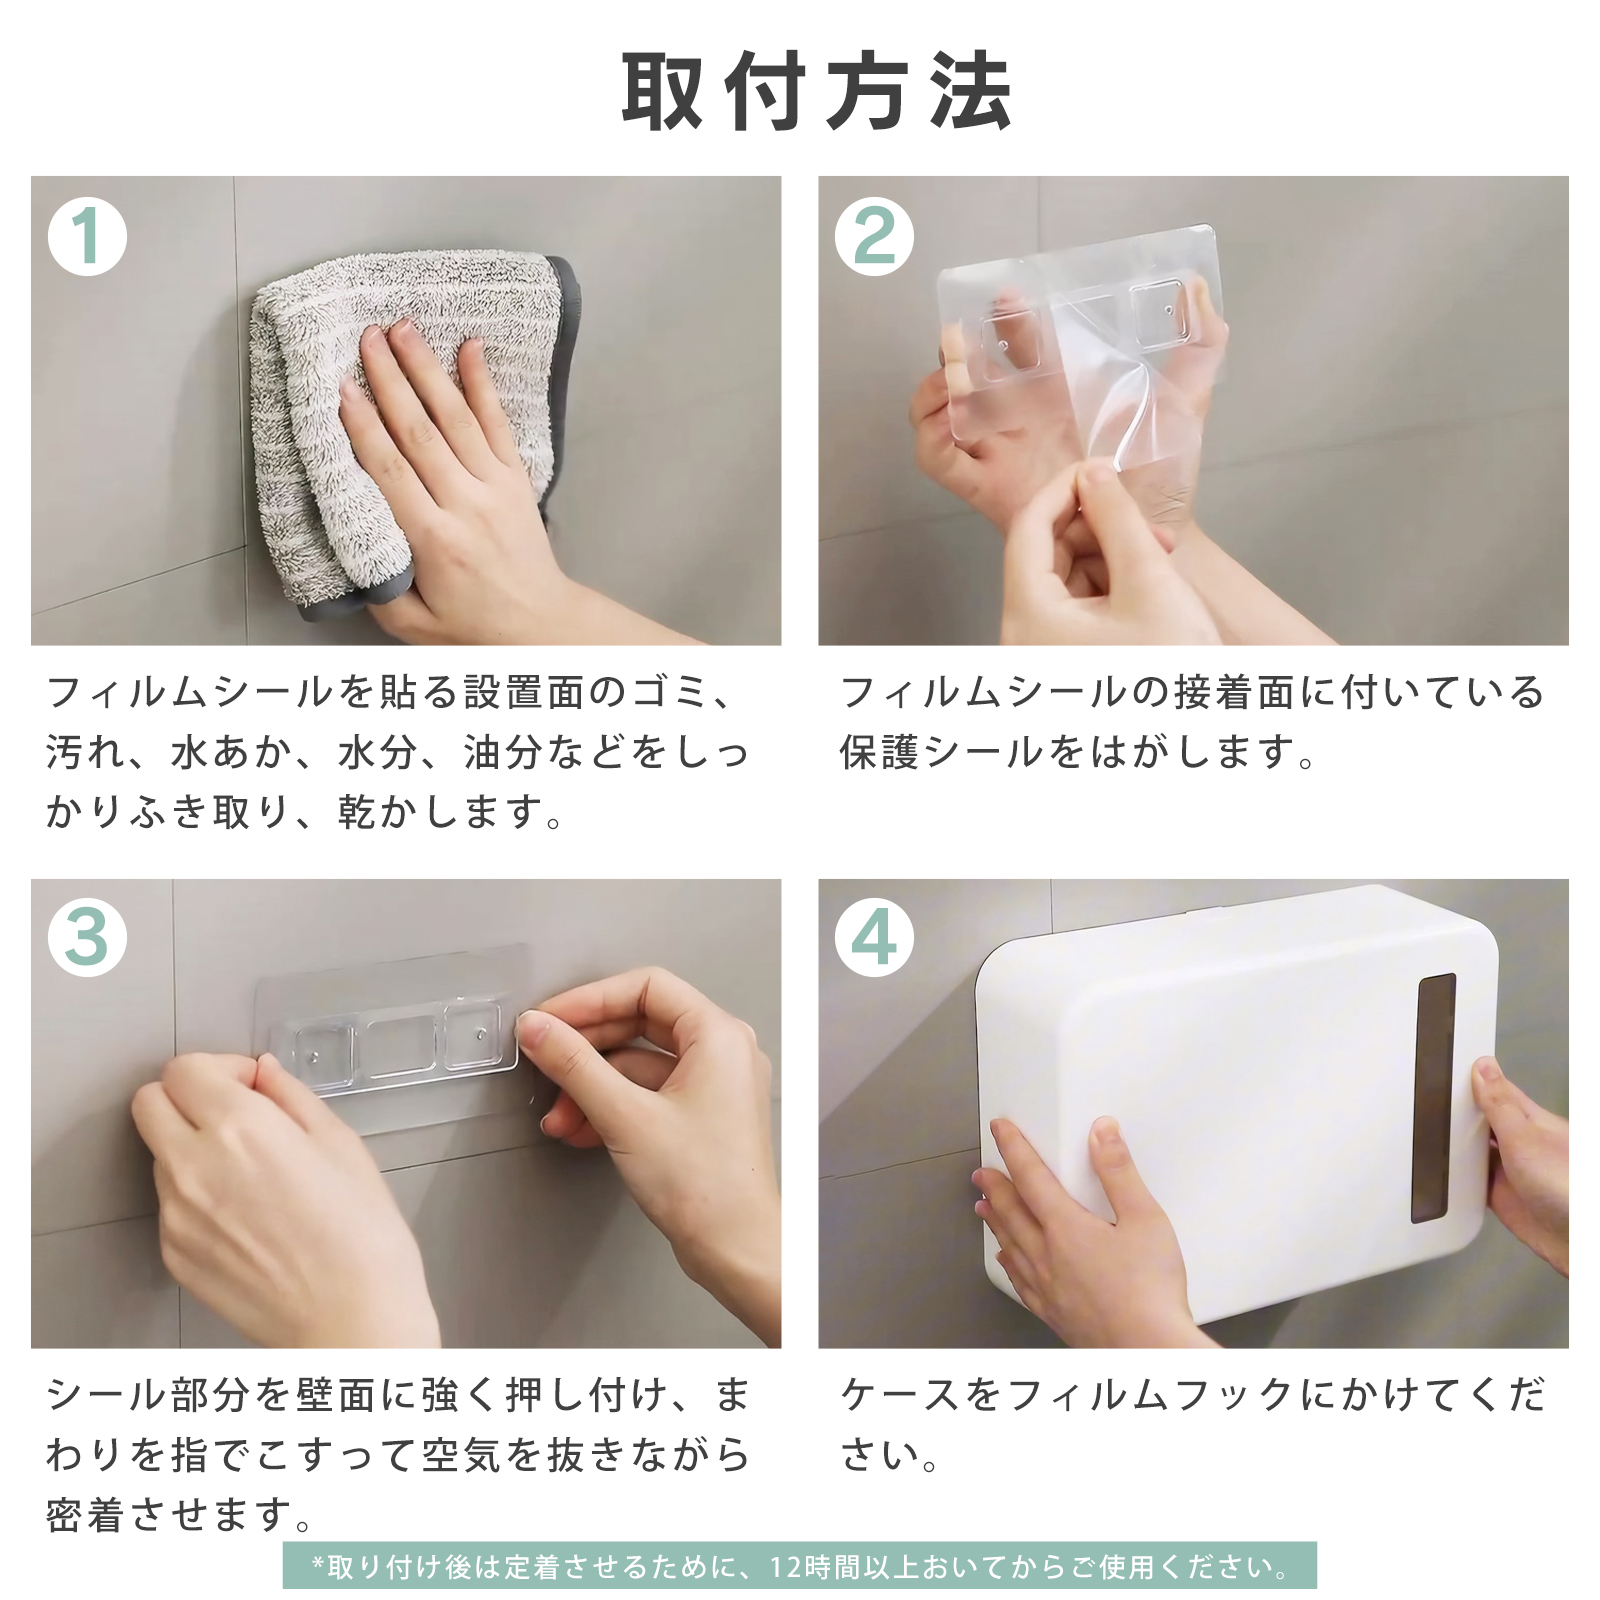 取付方法
1
2
フィルムシールを貼る設置面のゴミ、
汚れ、水あか、水分、油分などをしっ
かりふき取り、乾かします。
フィルムシールの接着面に付いている
保護シールをはがします。
3
4
シール部分を壁面に強く押し付け、ま
わりを指でこすって空気を抜きながら
密着させます。
ケースをフィルムフックにかけてくだ
さい。
*取り付け後は定着させるために、12時間以上おいてからご使用ください。